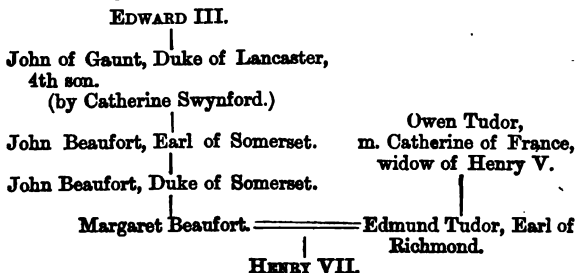 EDWARD III.
John of Gaunt, Duke of Lancaster,
4th son.
(by Catherine Swynford.)
Owen Tudor,
John Beaufort, Earl of Somerset.
m. Catherine of France,
widow of Henry V.
John Beaufort, Duke of Somerset.
Margaret Beaufort.
Edmund Tudor, Earl of
Richmond.
HENRY VII.